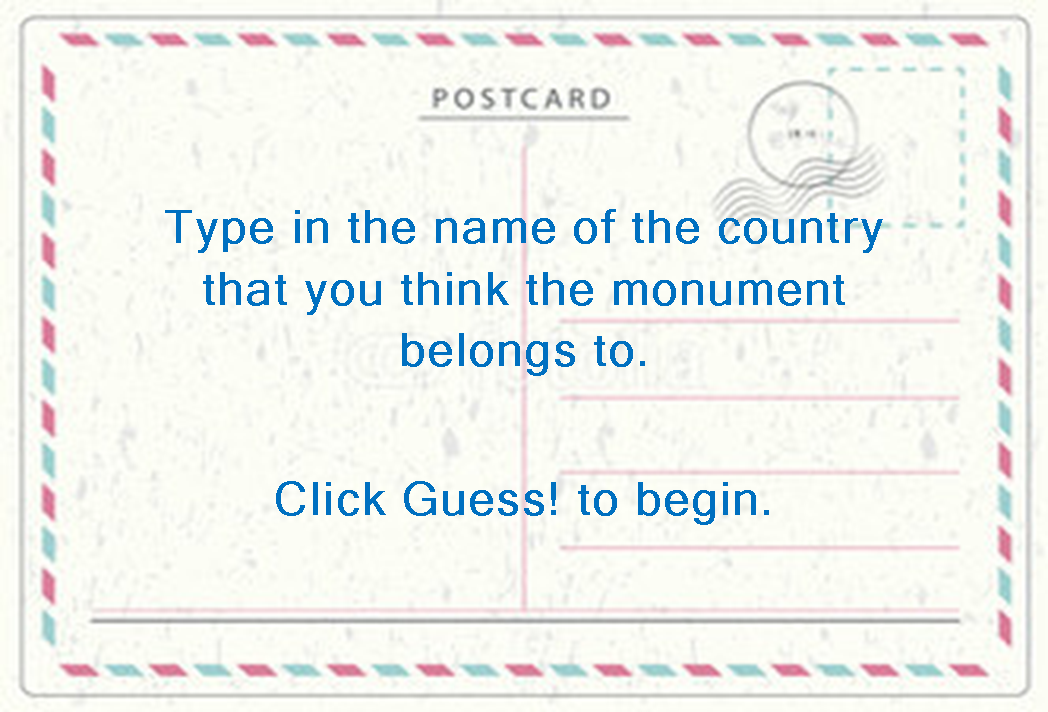 POSTCARD
Type in the name of the country
that you think the monument
belongs to.
Click Guess! to begin.